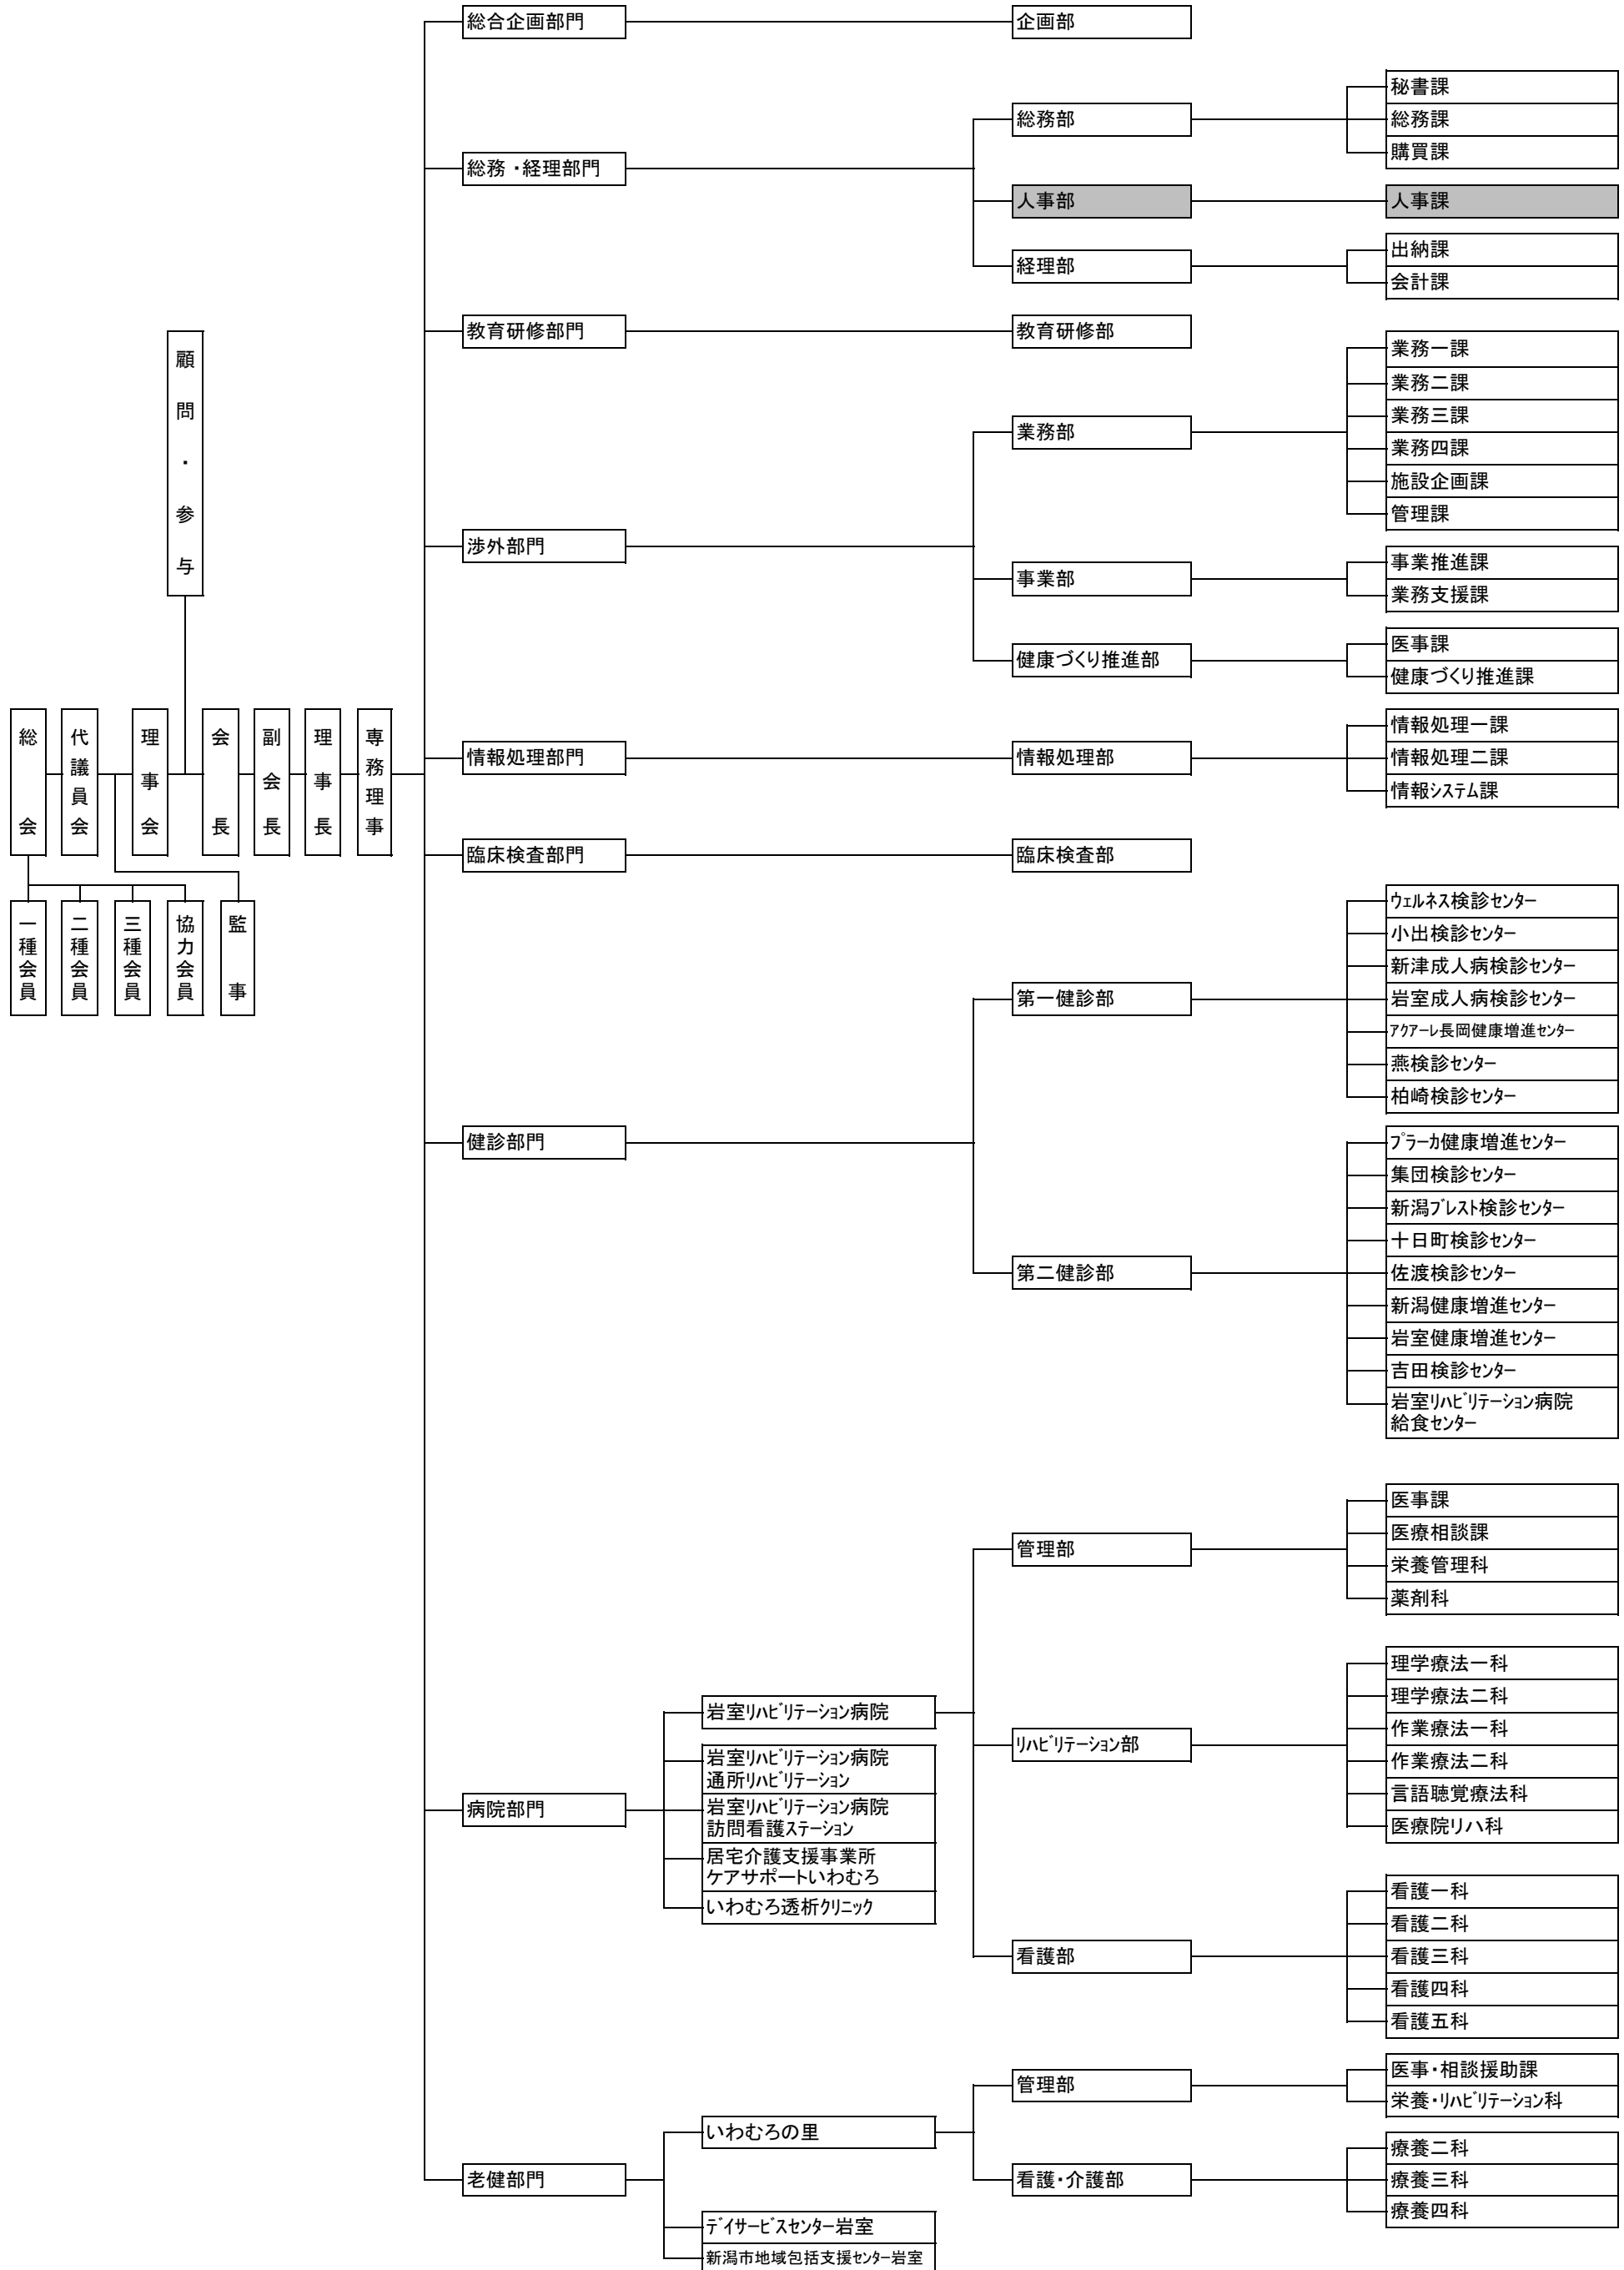 総合企画部門
企画部
秘書課
総務部
総務課
購買課
総務・経理部門
人事部
人事課
経理部
出納課
会計課
教育研修部門
教育研修部
顧問・参与
業務一課
業務二課
業務三課
業務部
業務四課
施設企画課
管理課
渉外部門
事業部
事業推進課
業務支援課
健康づくり推進部
医事課
健康づくり推進課
総会
代議員会
理事会
会長
副会長
理事長
専務理事
情報処理部門
情報処理部
情報処理一課
情報処理二課
情報システム課
臨床検査部門
臨床検査部
一種会員
二種会員
三種会員
協力会員
監事
健診部門
第一健診部
ウェルネス検診センター
小出検診センター
新津成人病検診センター
岩室成人病検診センター
アクアーレ長岡健康増進センター
燕検診センター
柏崎検診センター
第二健診部
プラーカ健康増進センター
集団検診センター
新潟ブレスト検診センター
十日町検診センター
佐渡検診センター
新潟健康増進センター
岩室健康増進センター
吉田検診センター
岩室リハビリテーション病院
給食センター
病院部門
岩室リハビリテーション病院
岩室リハビリテーション病院
通所リハビリテーション
岩室リハビリテーション病院
訪問看護ステーション
居宅介護支援事業所
ケアサポートいわむろ
いわむろ透析クリニック
管理部
医事課
医療相談課
栄養管理科
薬剤科
リハビリテーション部
理学療法一科
理学療法二科
作業療法一科
作業療法二科
言語聴覚療法科
医療院リハ科
看護部
看護一科
看護二科
看護三科
看護四科
看護五科
老健部門
いわむろの里
管理部
医事・相談援助課
栄養・リハビリテーション科
看護・介護部
療養二科
療養三科
療養四科
デイサービスセンター岩室
新潟市地域包括支援センター岩室